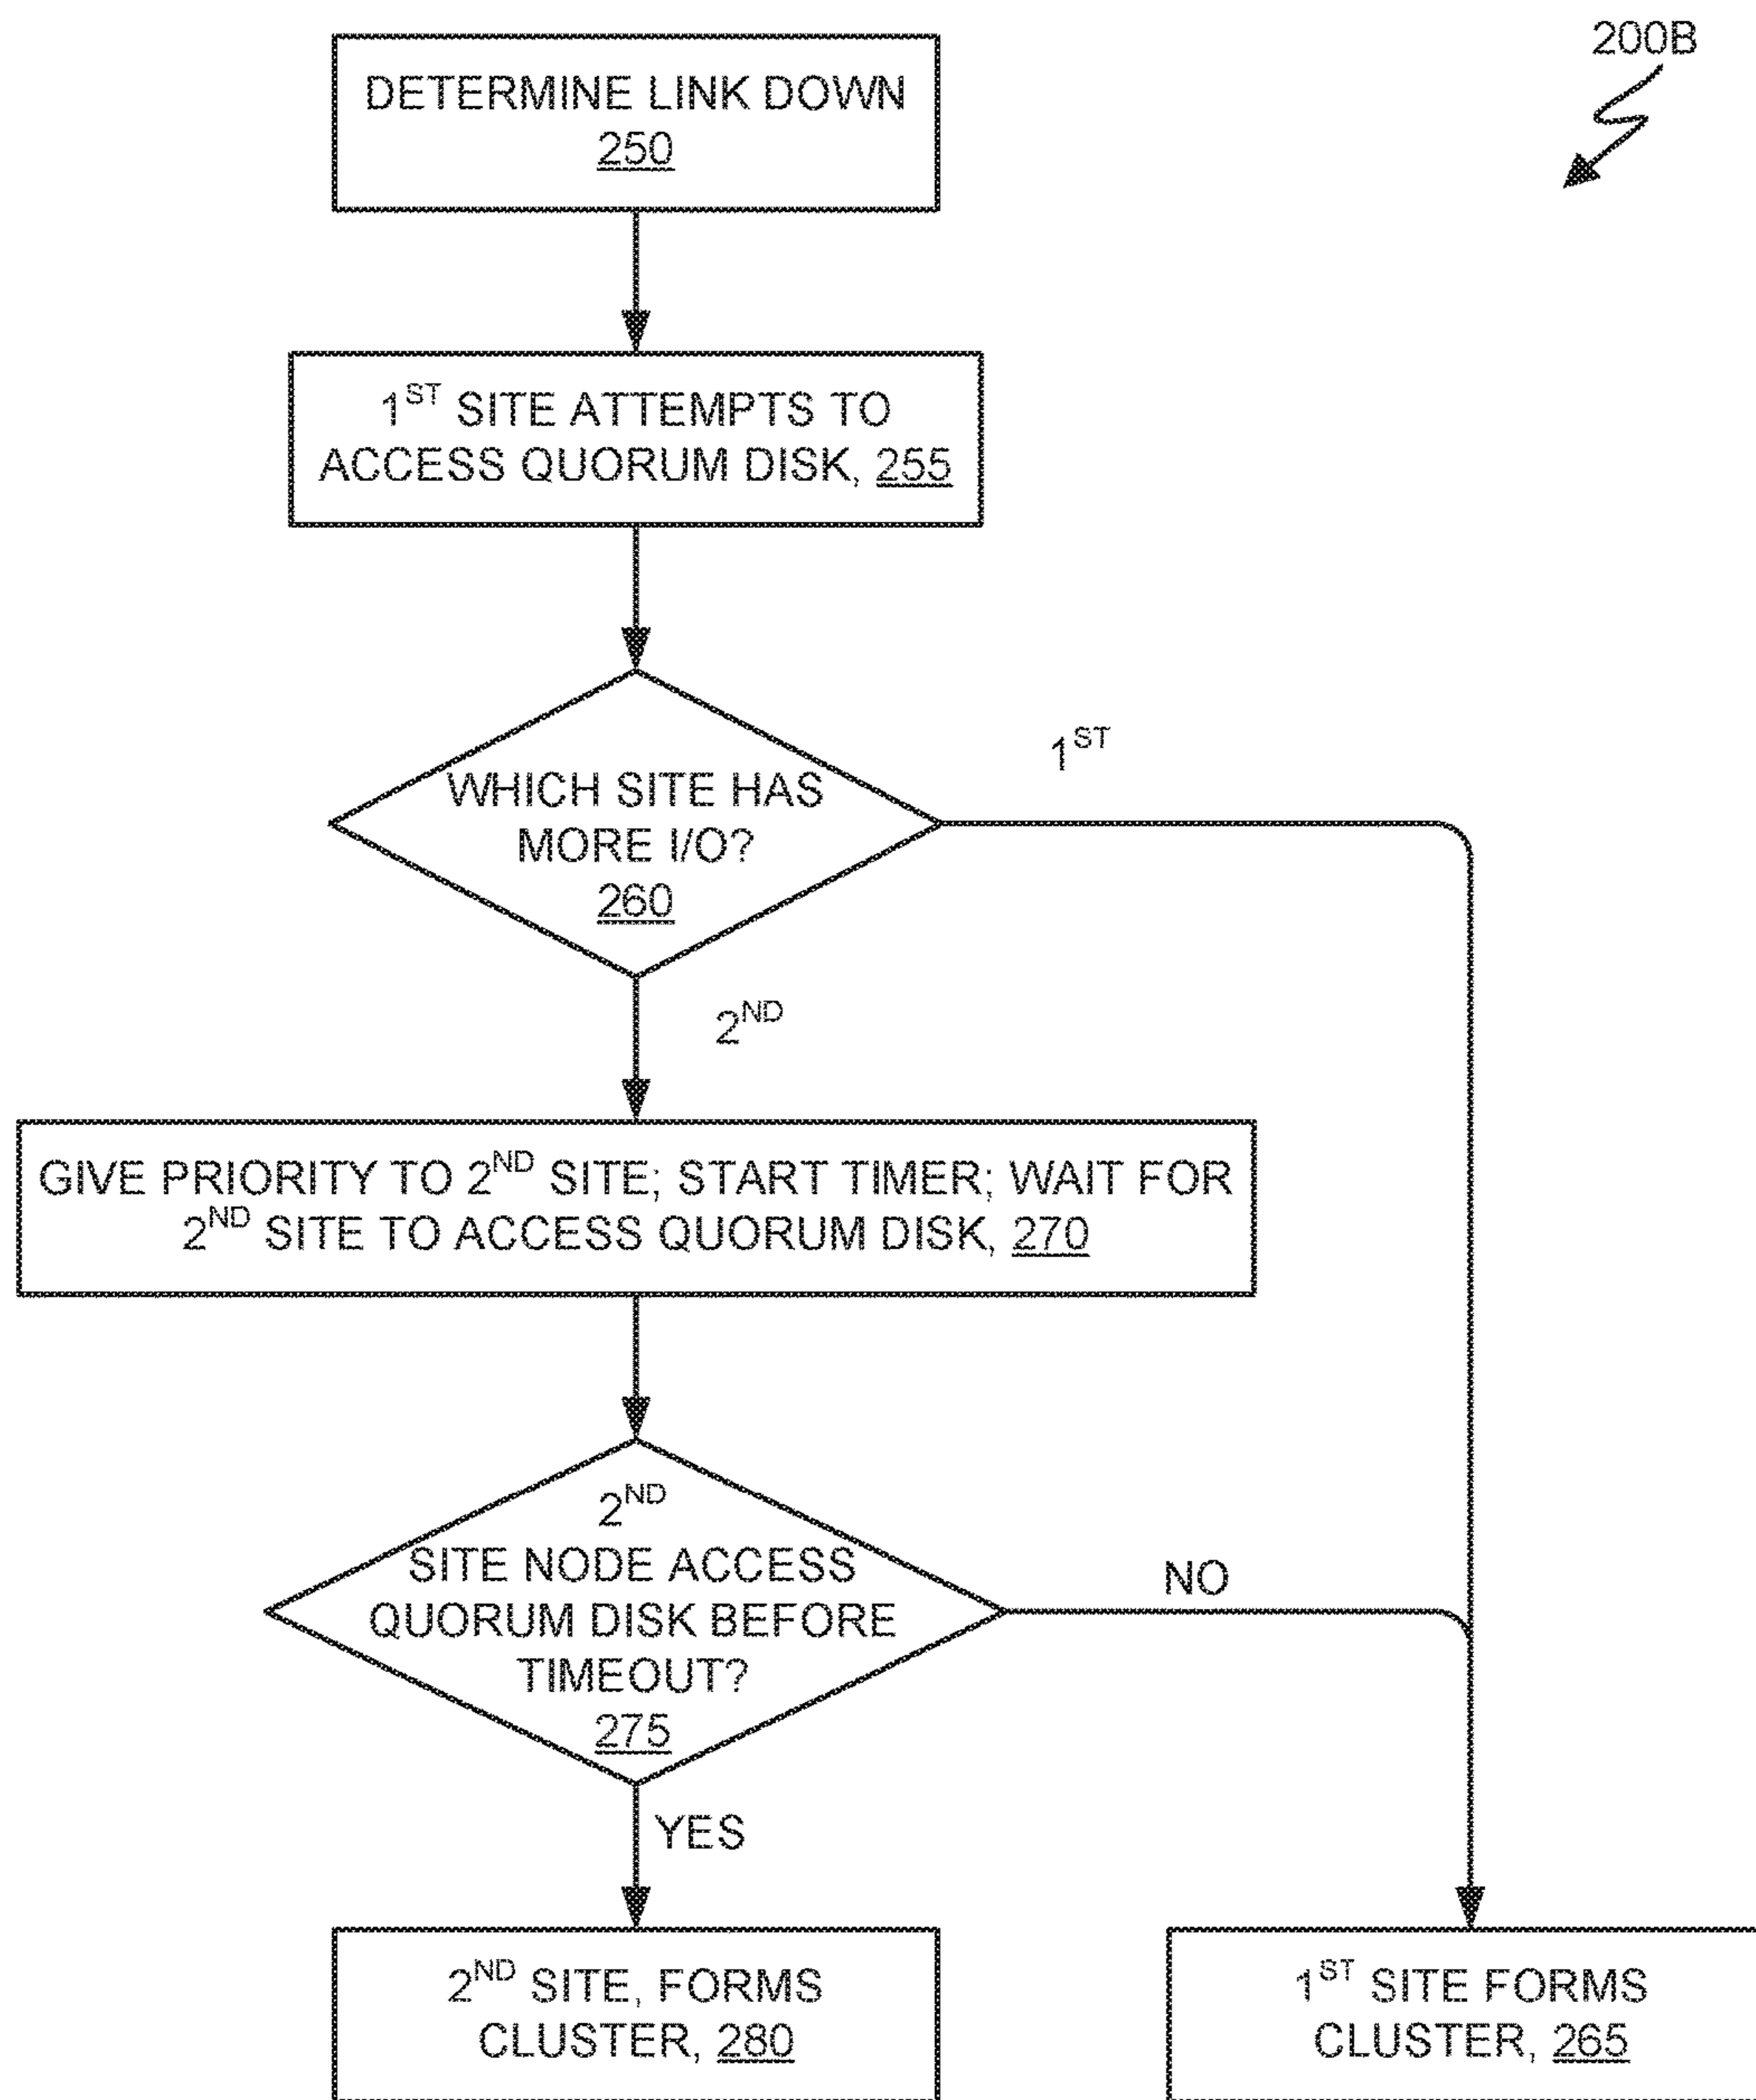 200B
DETERMINE LINK DOWN
250
1ST SITE ATTEMPTS TO
ACCESS QUORUM DISK, 255
WHICH SITE HAS
MORE I/O?
260
1ST
2ND
GIVE PRIORITY TO 2ND SITE; START TIMER; WAIT FOR
2ND SITE TO ACCESS QUORUM DISK, 270
2ND
SITE NODE ACCESS
QUORUM DISK BEFORE
TIMEOUT?
275
NO
YES
2ND SITE, FORMS
CLUSTER, 280
1ST SITE FORMS
CLUSTER, 265